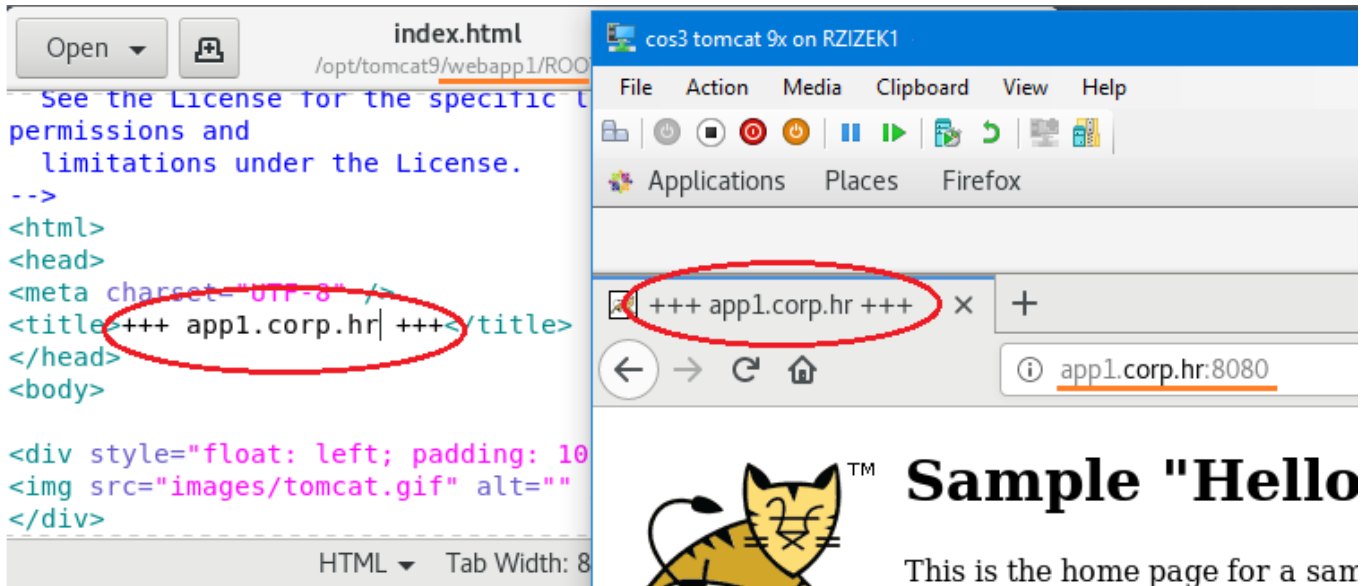 Open
index.html
/opt/tomcat9/webapp1/ROO
See the License for the specific
permissions and
limitations under the License.
-->
<html>
<head>
<meta charset="UTF-8" />
<title>+++ app1.corp.hr +++</title>
</head>
<body>
<div style="float: left; padding: 10
<img src="images/tomcat.gif" alt=""
</div>
HTML Tab Width: 8
cos3 tomcat 9x on RZIZEK1
File Action Media Clipboard View Help
Applications Places Firefox
+++ app1.corp.hr +++
app1.corp.hr:8080
TM
Sample "Hello
This is the home page for a sam